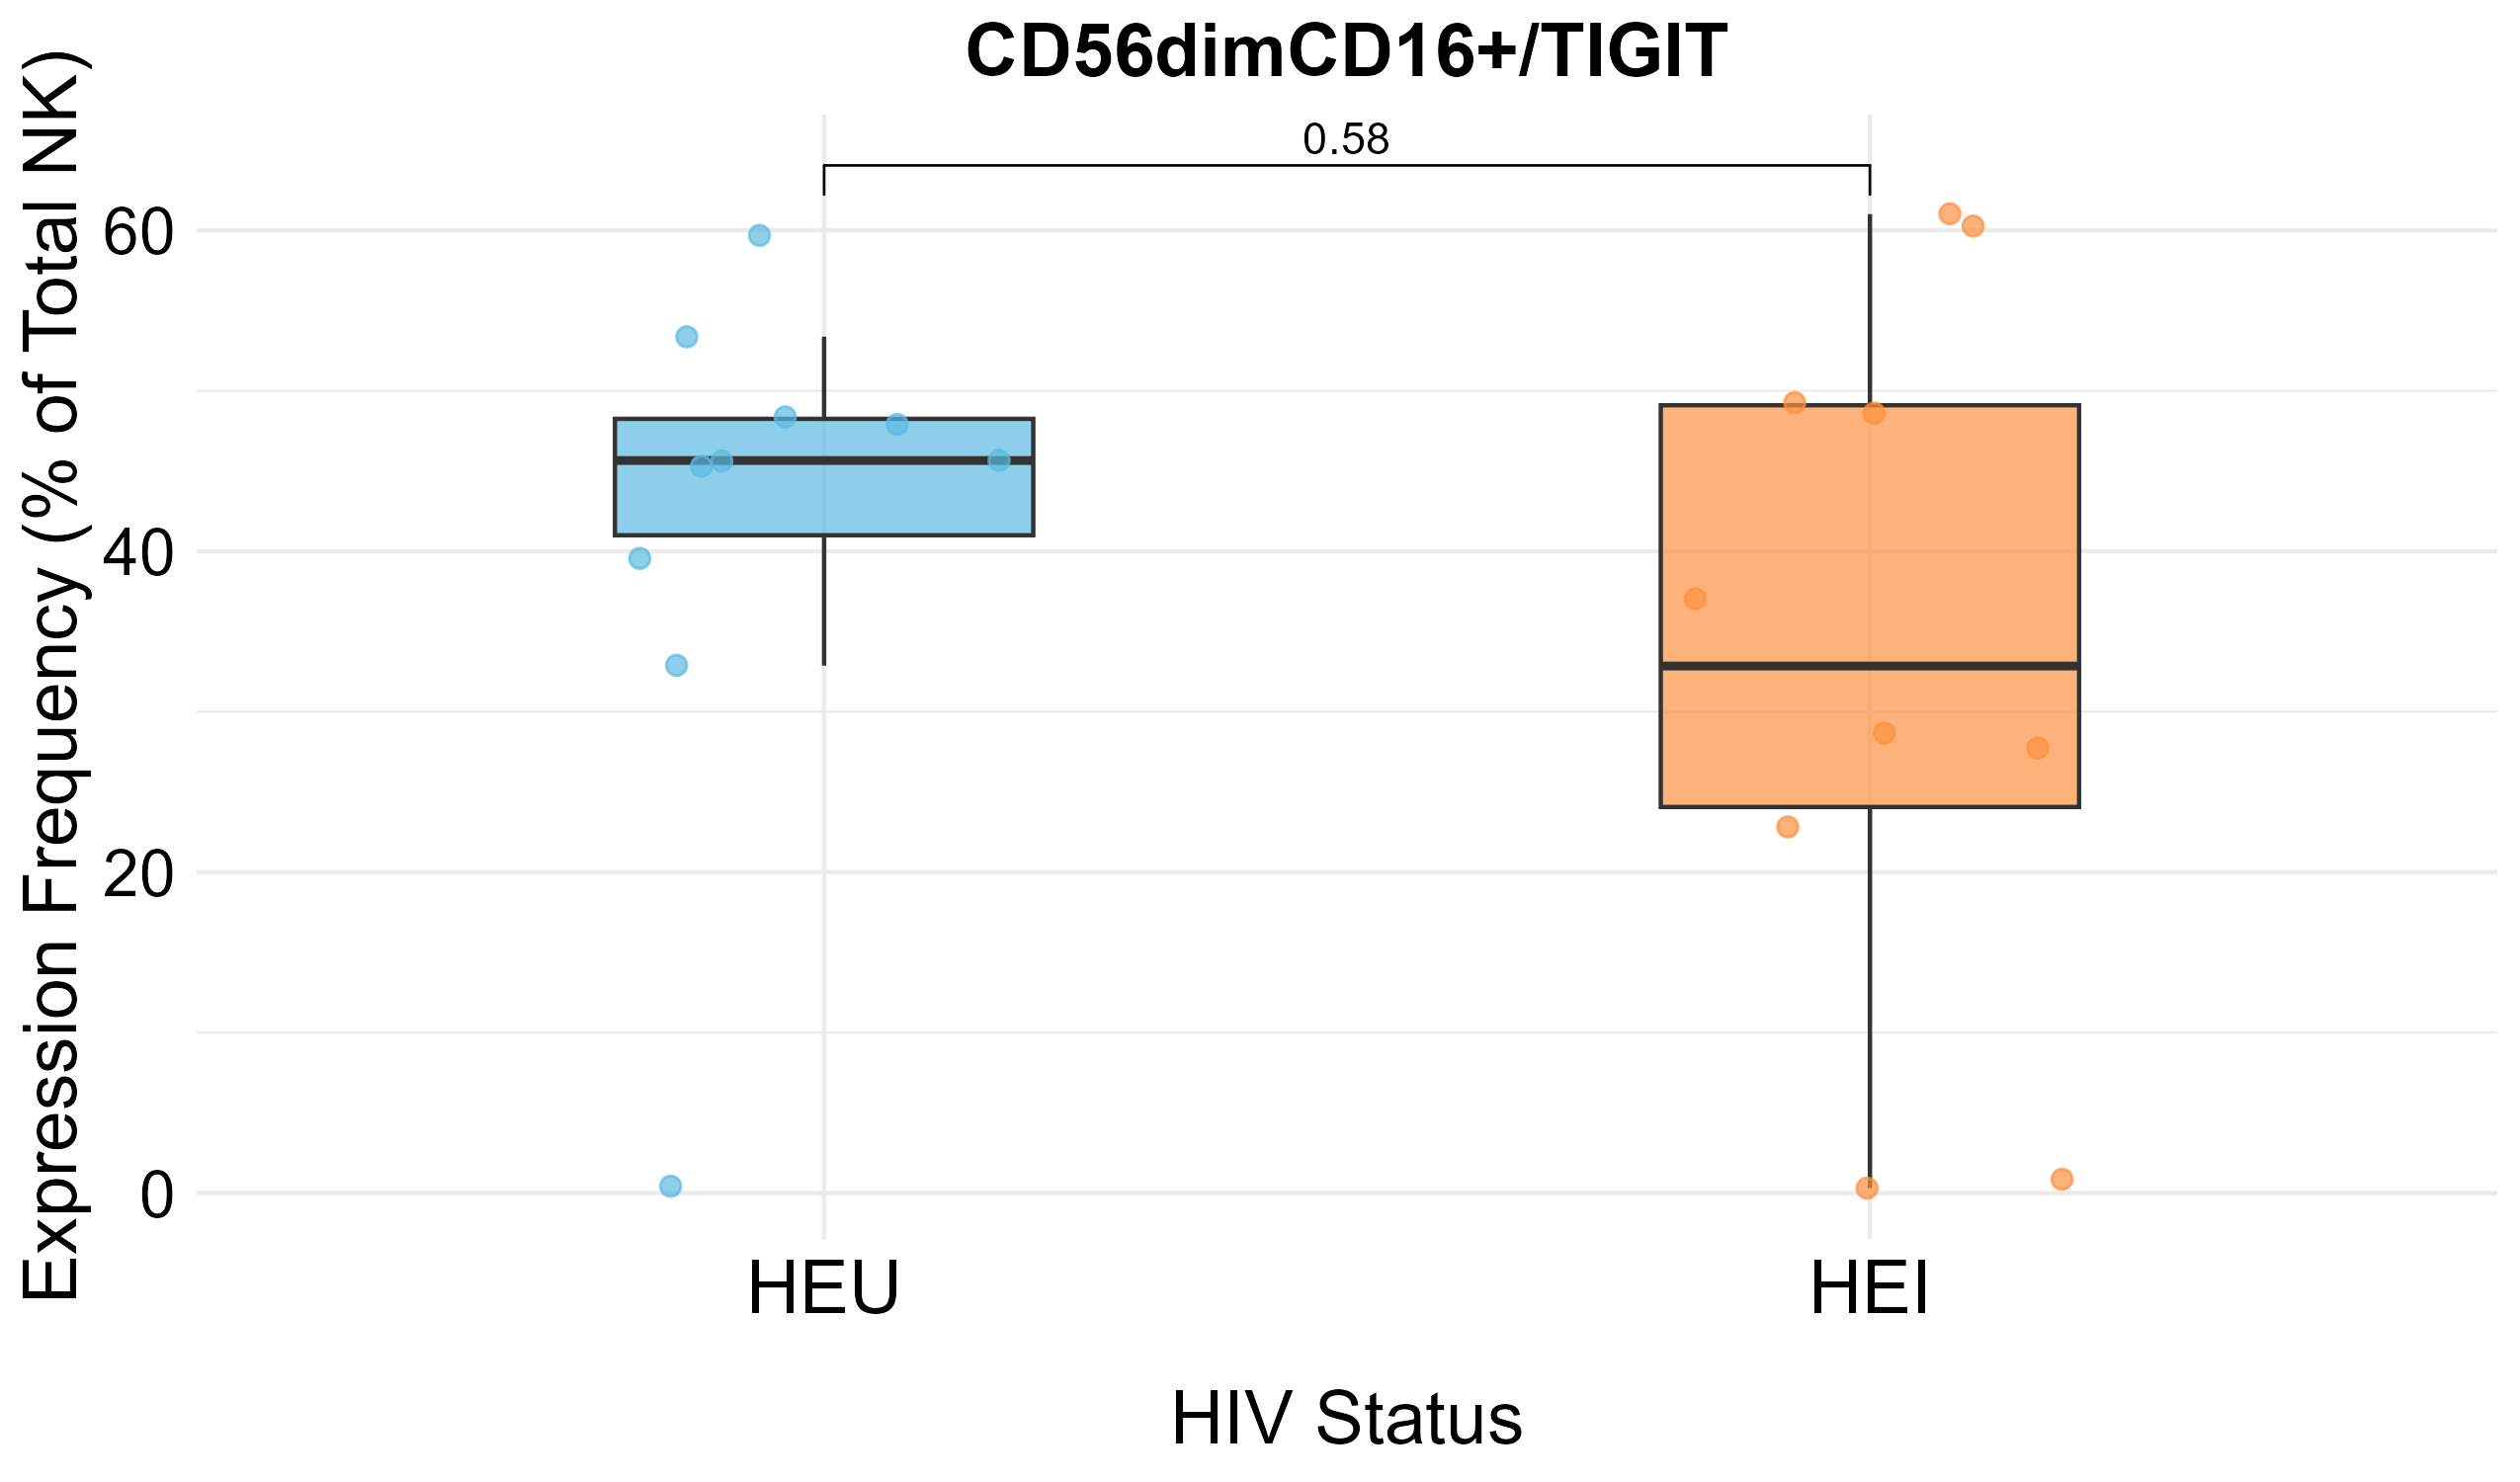 CD56dimCD16+/TIGIT
0.58
Expression Frequency (% of Total NK)
60
40
20
0
HEU
HEI
HIV Status